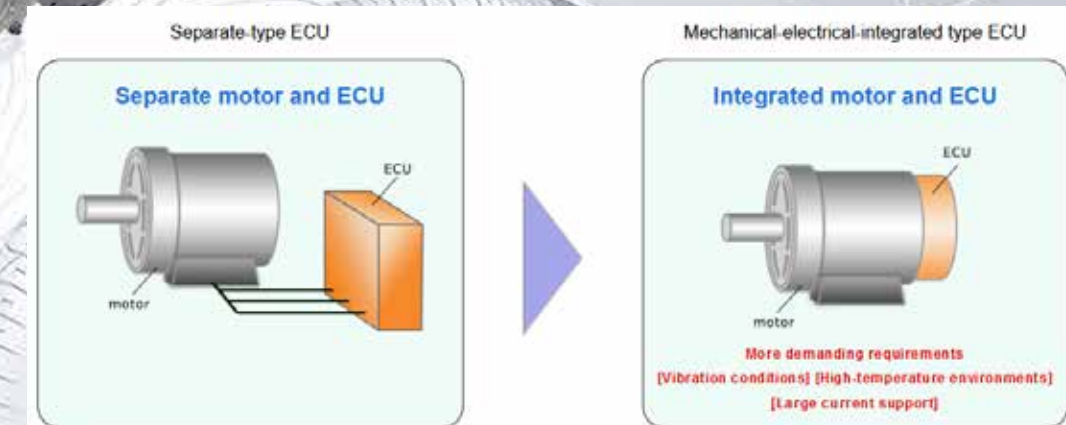 Separate-type ECU
Separate motor and ECU
ECU
motor
Mechanical-electrical-integrated type ECU
Integrated motor and ECU
ECU
motor
More demanding requirements
[Vibration conditions] [High-temperature environments]
[Large current support]